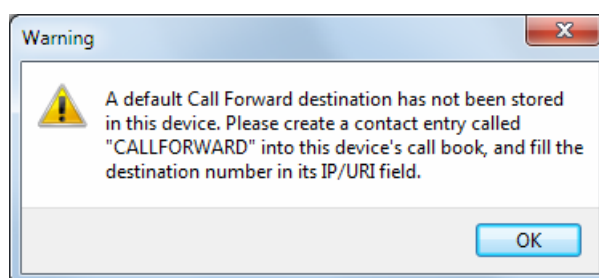 Warning
A default Call Forward destination has not been stored
in this device. Please create a contact entry called
"CALLFORWARD" into this device's call book, and fill the
destination number in its IP/URI field.
OK